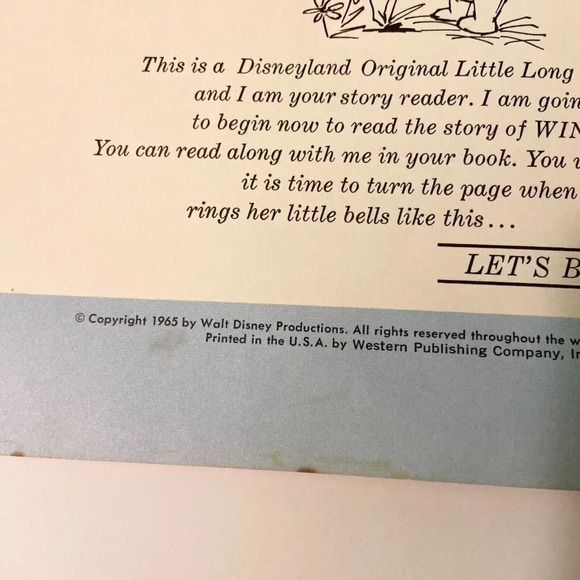 This is a Disneyland Original Little Long
and I am your story reader. I am goin
to begin now to read the story of WIN
You can read along with me in your book. You
it is time to turn the page when
rings her little bells like this...
LET'S B
© Copyright 1965 by Walt Disney Productions. All rights reserved throughout the w
Printed in the U.S.A. by Western Publishing Company, In